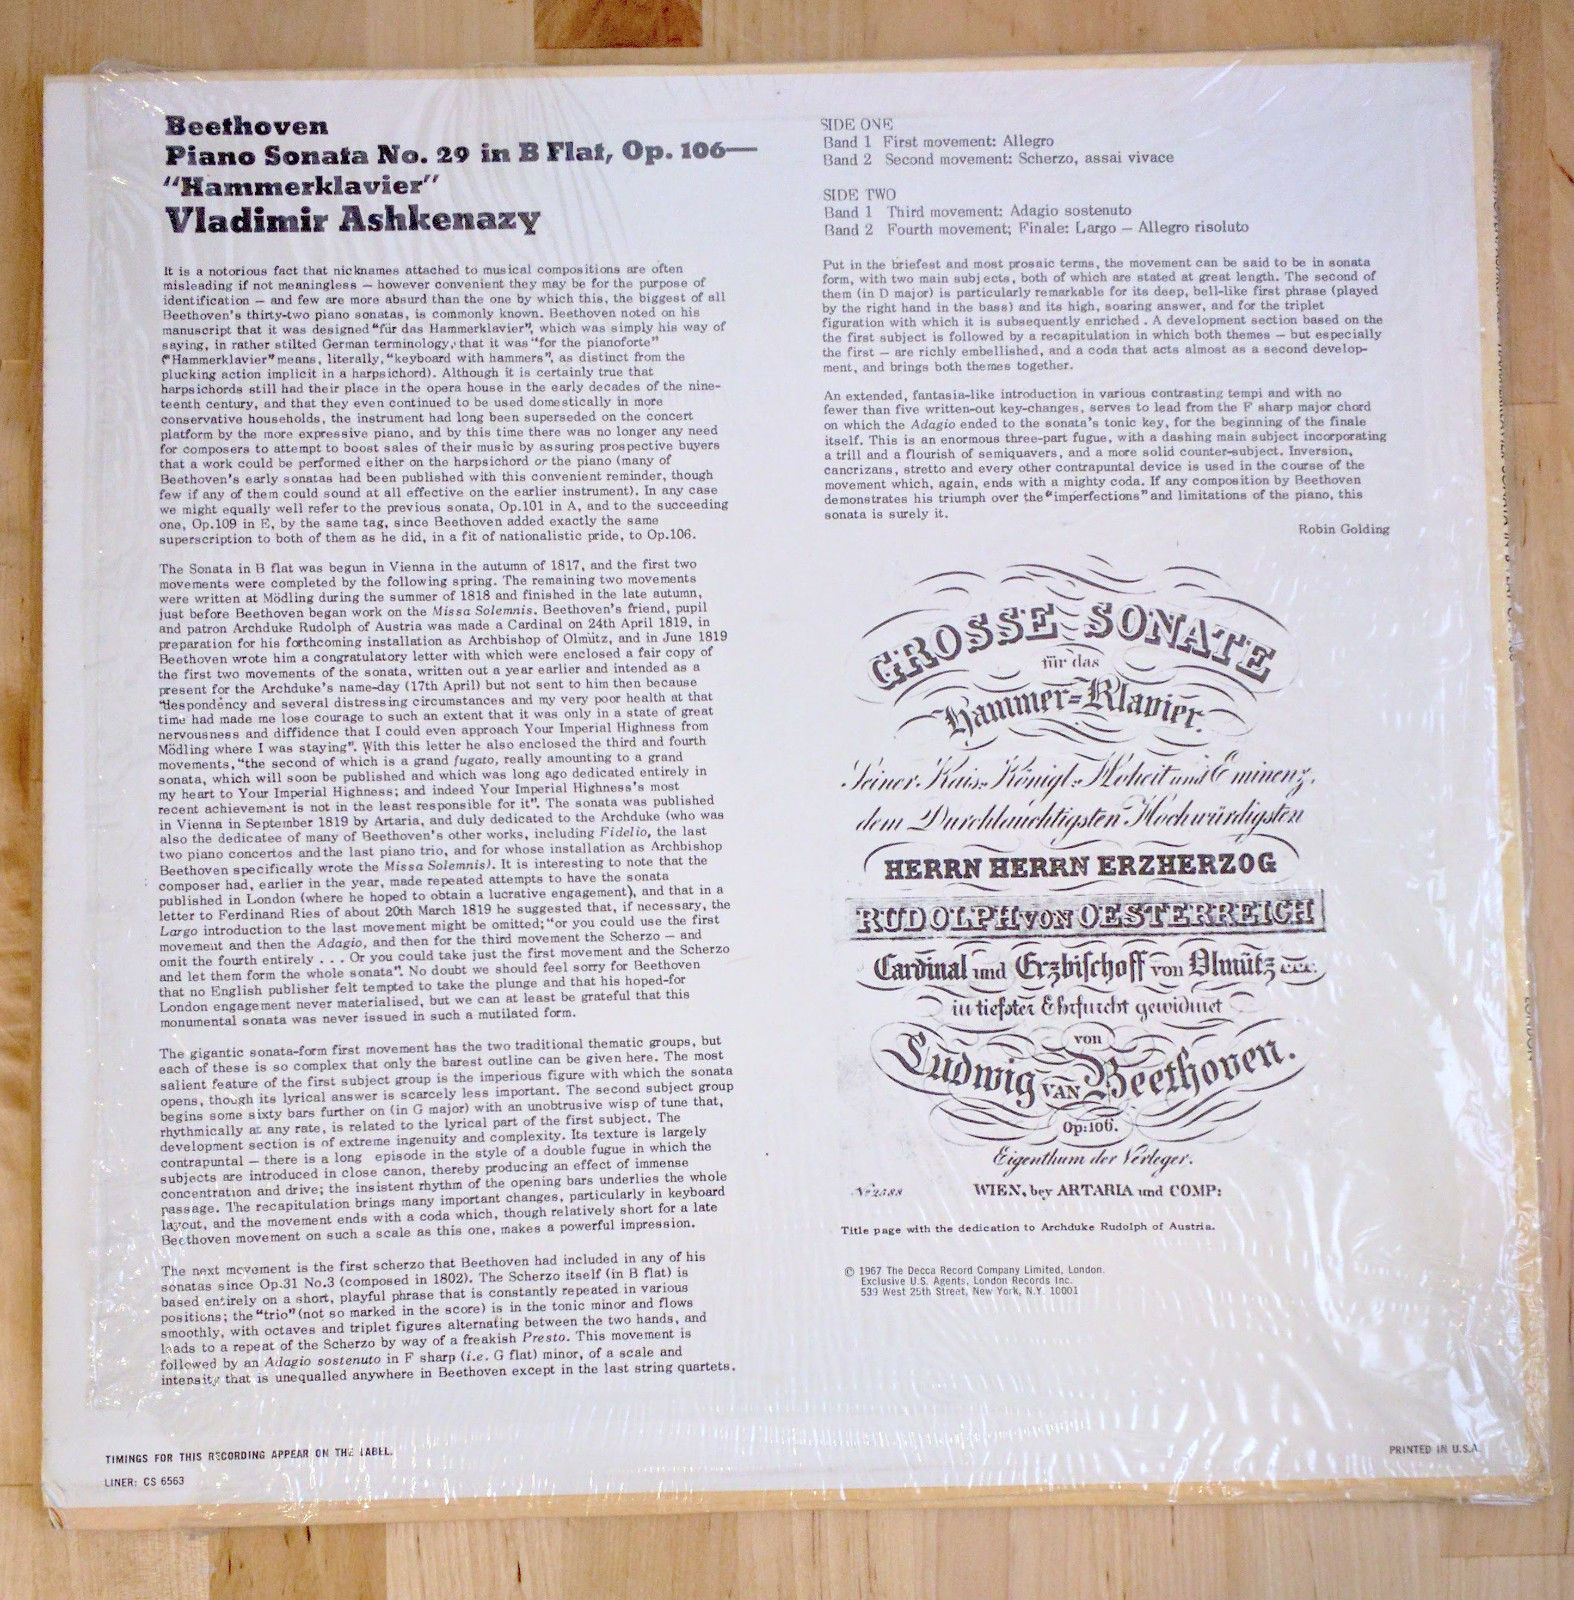 Beethoven
Piano Sonata No. 29 in B Flat, Op. 106—
"Hammerklavier"
Vladimir Ashkenazy
It is a notorious fact that nicknames attached to musical compositions are often
misleading if not meaningless — however convenient they may be for the purpose of
identification — and few are more absurd than the one by which this, the biggest of all
Beethoven's thirty-two piano sonatas, is commonly known. Beethoven noted on his
manuscript that it was designed "für das Hammerklavier", which was simply his way of
saying, in rather stilted German terminology, that it was "for the pianoforte"
("Hammerklavier" means, literally, "keyboard with hammers", as distinct from the
plucking action implicit in a harpsichord). Although it is certainly true that
harpsichords still had their place in the opera house in the early decades of the nine-
teenth century, and that they even continued to be used domestically in more
conservative households, the instrument had long been superseded on the concert
platform by the more expressive piano, and by this time there was no longer any need
for composers to attempt to boost sales of their music by assuring prospective buyers
that a work could be performed either on the harpsichord or the piano (many of
Beethoven's early sonatas had been published with this convenient reminder, though
few if any of them could sound at all effective on the earlier instrument). In any case
we might equally well refer to the previous sonata, Op.101 in A, and to the succeeding
one, Op.109 in E, by the same tag, since Beethoven added exactly the same
superscription to both of them as he did, in a fit of nationalistic pride, to Op.106.
The Sonata in B flat was begun in Vienna in the autumn of 1817, and the first two
movements were completed by the following spring. The remaining two movements
were written at Mödling during the summer of 1818 and finished in the late autumn,
just before Beethoven began work on the Missa Solemnis. Beethoven's friend, pupil
and patron Archduke Rudolph of Austria was made a Cardinal on 24th April 1819, in
preparation for his forthcoming installation as Archbishop of Olmütz, and in June 1819
Beethoven wrote him a congratulatory letter with which were enclosed a fair copy of
the first two movements of the sonata, written out a year earlier and intended as a
present for the Archduke's name-day (17th April) but not sent to him then because
"despondency and several distressing circumstances and my very poor health at that
time had made me lose courage to such an extent that it was only in a state of great
nervousness and diffidence that I could even approach Your Imperial Highness from
Mödling where I was staying". With this letter he also enclosed the third and fourth
movements, "the second of which is a grand fugato, really amounting to a grand
sonata, which will soon be published and which was long ago dedicated entirely in
my heart to Your Imperial Highness; and indeed Your Imperial Highness's most
recent achievement is not in the least responsible for it". The sonata was published
in Vienna in September 1819 by Artaria, and duly dedicated to the Archduke (who was
also the dedicatee of many of Beethoven's other works, including Fidelio, the last
two piano concertos and the last piano trio, and for whose installation as Archbishop
Beethoven specifically wrote the Missa Solemnis). It is interesting to note that the
composer had, earlier in the year, made repeated attempts to have the sonata
published in London (where he hoped to obtain a lucrative engagement), and that in a
letter to Ferdinand Ries of about 20th March 1819 he suggested that, if necessary, the
Largo introduction to the last movement might be omitted; "or you could use the first
movement and then the Adagio, and then for the third movement the Scherzo — and
omit the fourth entirely . . . Or you could take just the first movement and the Scherzo
and let them form the whole sonata". No doubt we should feel sorry for Beethoven
that no English publisher felt tempted to take the plunge and that his hoped-for
London engagement never materialised, but we can at least be grateful that this
monumental sonata was never issued in such a mutilated form.
The gigantic sonata-form first movement has the two traditional thematic groups, but
each of these is so complex that only the barest outline can be given here. The most
salient feature of the first subject group is the imperious figure with which the sonata
opens, though its lyrical answer is scarcely less important. The second subject group
begins some sixty bars further on (in G major) with an unobtrusive wisp of tune that,
rhythmically at any rate, is related to the lyrical part of the first subject. The
development section is of extreme ingenuity and complexity. Its texture is largely
contrapuntal — there is a long episode in the style of a double fugue in which the
subjects are introduced in close canon, thereby producing an effect of immense
concentration and drive; the insistent rhythm of the opening bars underlies the whole
passage. The recapitulation brings many important changes, particularly in keyboard
layout, and the movement ends with a coda which, though relatively short for a late
Beethoven movement on such a scale as this one, makes a powerful impression.
The next movement is the first scherzo that Beethoven had included in any of his
sonatas since Op.31 No.3 (composed in 1802). The Scherzo itself (in B flat) is
based entirely on a short, playful phrase that is constantly repeated in various
positions; the "trio" (not so marked in the score) is in the tonic minor and flows
smoothly, with octaves and triplet figures alternating between the two hands, and
leads to a repeat of the Scherzo by way of a freakish Presto. This movement is
followed by an Adagio sostenuto in F sharp (i.e. G flat) minor, of a scale and
intensity that is unequalled anywhere in Beethoven except in the last string quartets.
TIMINGS FOR THIS RECORDING APPEAR ON THE LABEL.
LINER: CS 6563
SIDE ONE
Band 1 First movement: Allegro
Band 2 Second movement: Scherzo, assai vivace
SIDE TWO
Band 1 Third movement: Adagio sostenuto
Band 2 Fourth movement; Finale: Largo — Allegro risoluto
Put in the briefest and most prosaic terms, the movement can be said to be in sonata
form, with two main subjects, both of which are stated at great length. The second of
them (in D major) is particularly remarkable for its deep, bell-like first phrase (played
by the right hand in the bass) and its high, soaring answer, and for the triplet
figuration with which it is subsequently enriched . A development section based on the
the first subject is followed by a recapitulation in which both themes — but especially
the first — are richly embellished, and a coda that acts almost as a second develop-
ment, and brings both themes together.
An extended, fantasia-like introduction in various contrasting tempi and with no
fewer than five written-out key-changes, serves to lead from the F sharp major chord
on which the Adagio ended to the sonata's tonic key, for the beginning of the finale
itself. This is an enormous three-part fugue, with a dashing main subject incorporating
a trill and a flourish of semiquavers, and a more solid counter-subject. Inversion,
cancrizans, stretto and every other contrapuntal device is used in the course of the
movement which, again, ends with a mighty coda. If any composition by Beethoven
demonstrates his triumph over the "imperfections" and limitations of the piano, this
sonata is surely it.
Robin Golding
GROSSE SONATE
für das
Hammer-Klavier.
Seiner Kais: Königl: Hoheit und Eminenz,
dem Durchlauchtigsten Hochwürdigsten
HERRN HERRN ERZHERZOG
RUDOLPH VON OESTERREICH
Cardinal und Erzbischoff von Olmütz etc.
in tiefster Ehrfurcht gewidmet
von
Ludwig VAN Beethoven.
Op: 106.
Eigenthum der Verleger.
No 2588 WIEN, bey ARTARIA und COMP:
Title page with the dedication to Archduke Rudolph of Austria.
© 1967 The Decca Record Company Limited, London.
Exclusive U.S. Agents, London Records Inc.
539 West 25th Street, New York, N.Y. 10001
PRINTED IN U.S.A.